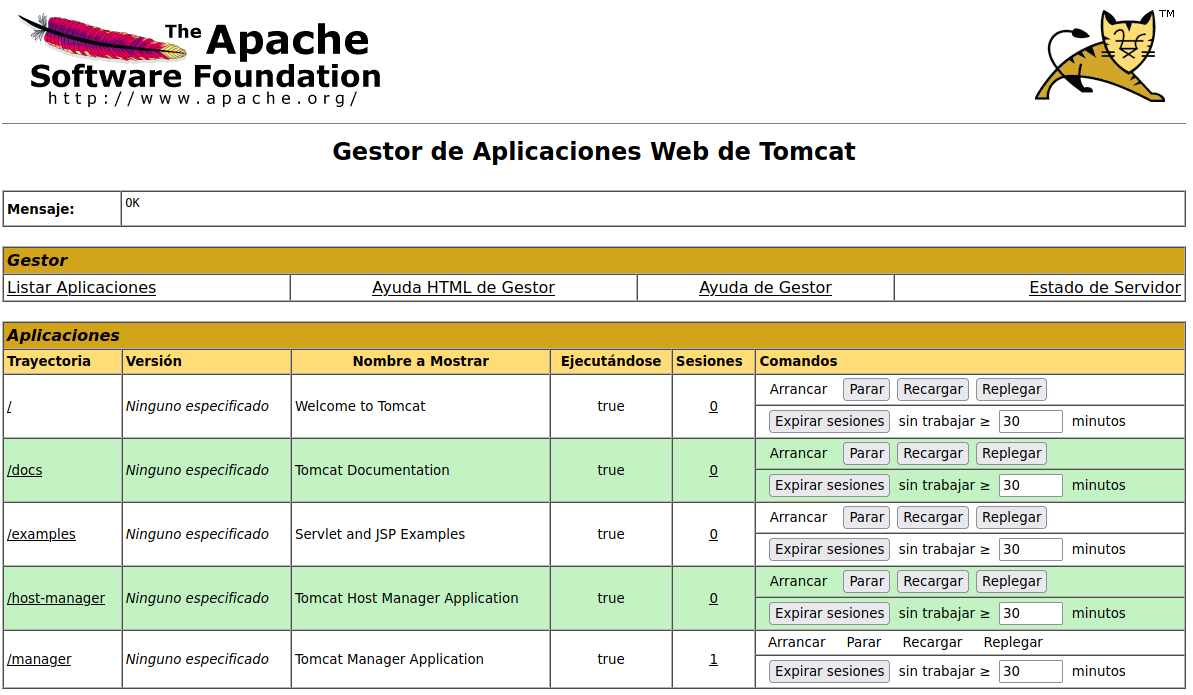 The Apache
Software Foundation
http://www.apache.org/
TM
Gestor de Aplicaciones Web de Tomcat
Mensaje: OK
Gestor
Listar Aplicaciones Ayuda HTML de Gestor Ayuda de Gestor Estado de Servidor
Aplicaciones
Trayectoria Versión Nombre a Mostrar Ejecutándose Sesiones Comandos
Arrancar Parar Recargar Replegar
/ Ninguno especificado Welcome to Tomcat true 0
Expirar sesiones sin trabajar ≥ 30 minutos
Arrancar Parar Recargar Replegar
/docs Ninguno especificado Tomcat Documentation true 0
Expirar sesiones sin trabajar ≥ 30 minutos
Arrancar Parar Recargar Replegar
/examples Ninguno especificado Servlet and JSP Examples true 0
Expirar sesiones sin trabajar ≥ 30 minutos
Arrancar Parar Recargar Replegar
/host-manager Ninguno especificado Tomcat Host Manager Application true 0
Expirar sesiones sin trabajar ≥ 30 minutos
Arrancar Parar Recargar Replegar
/manager Ninguno especificado Tomcat Manager Application true 1
Expirar sesiones sin trabajar ≥ 30 minutos